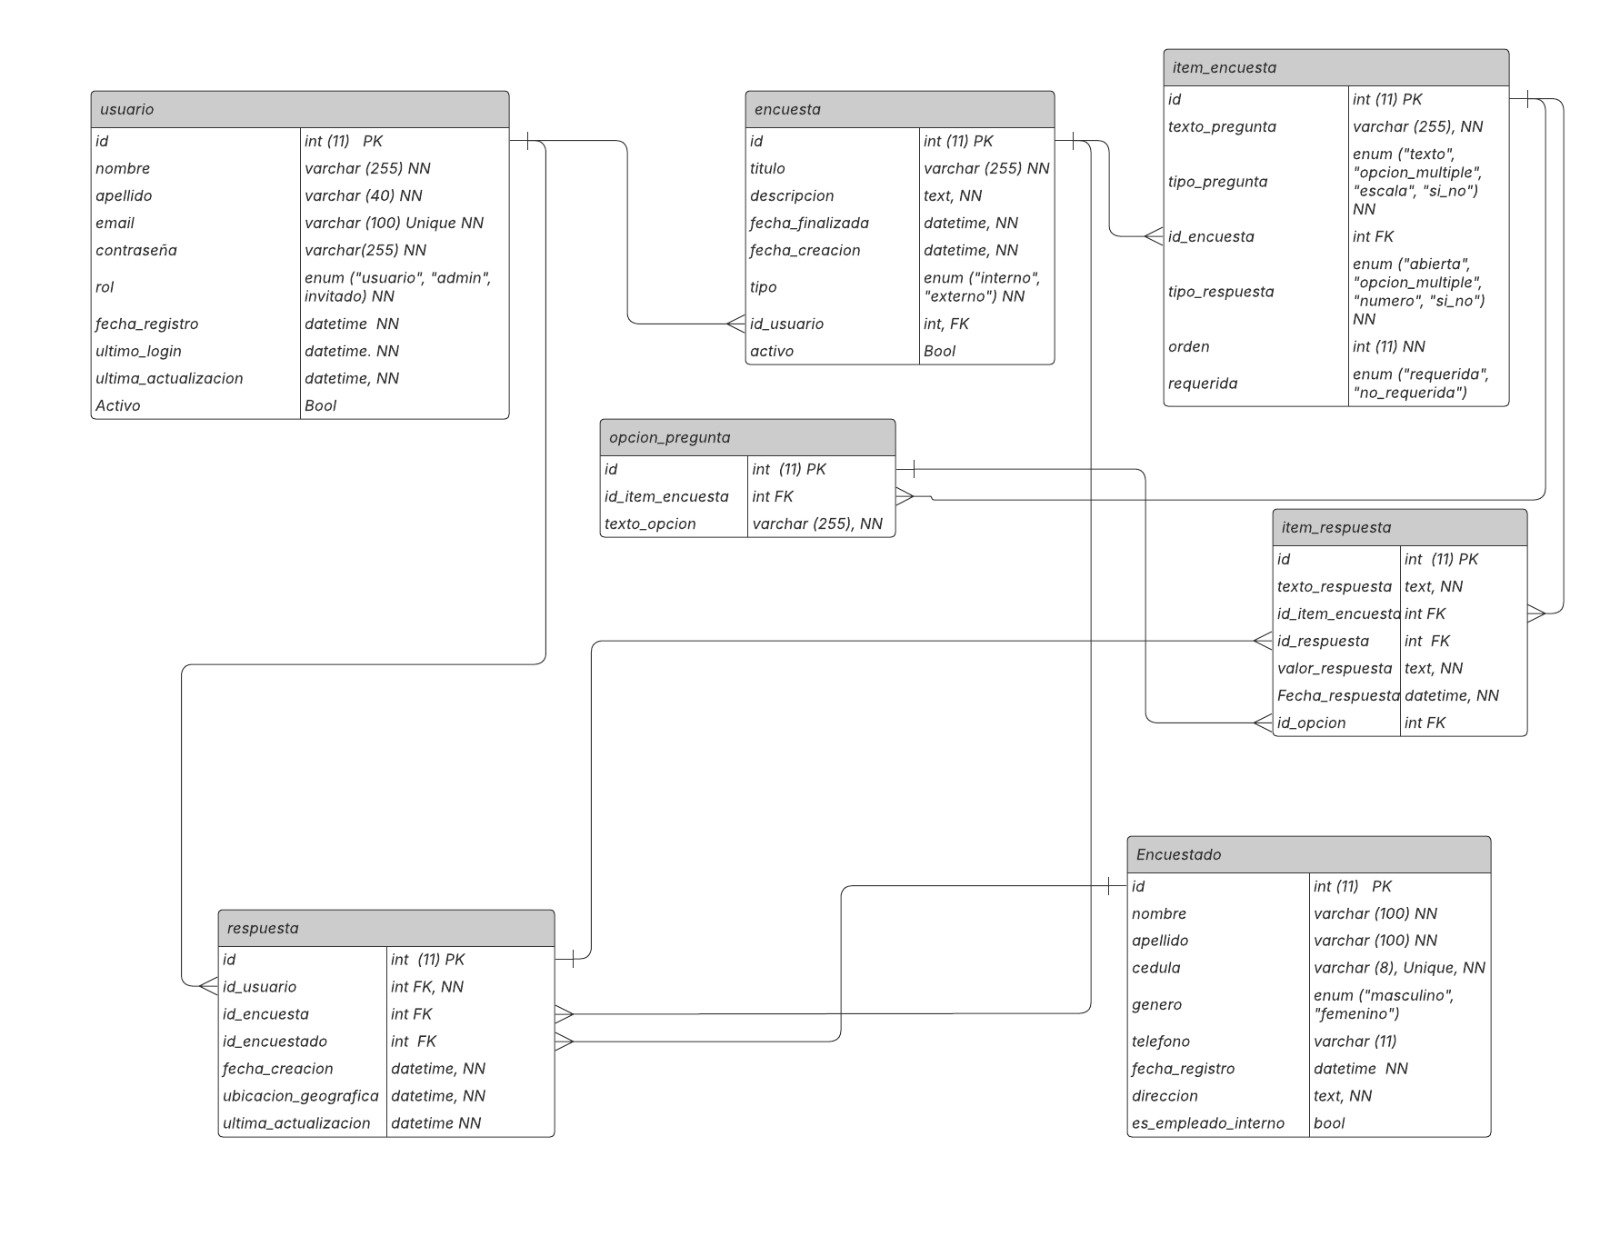 usuario
id int (11) PK
nombre varchar (255) NN
apellido varchar (40) NN
email varchar (100) Unique NN
contraseña varchar(255) NN
rol enum ("usuario", "admin",
invitado) NN
fecha_registro datetime NN
ultimo_login datetime. NN
ultima_actualizacion datetime, NN
Activo Bool
encuesta
id int (11) PK
titulo varchar (255) NN
descripcion text, NN
fecha_finalizada datetime, NN
fecha_creacion datetime, NN
tipo enum ("interno",
"externo") NN
id_usuario int, FK
activo Bool
item_encuesta
id int (11) PK
texto_pregunta varchar (255), NN
tipo_pregunta enum ("texto",
"opcion_multiple",
"escala", "si_no")
NN
id_encuesta int FK
tipo_respuesta enum ("abierta",
"opcion_multiple",
"numero", "si_no")
NN
orden int (11) NN
requerida enum ("requerida",
"no_requerida")
opcion_pregunta
id int (11) PK
id_item_encuesta int FK
texto_opcion varchar (255), NN
item_respuesta
id int (11) PK
texto_respuesta text, NN
id_item_encuesta int FK
id_respuesta int FK
valor_respuesta text, NN
Fecha_respuesta datetime, NN
id_opcion int FK
respuesta
id int (11) PK
id_usuario int FK, NN
id_encuesta int FK
id_encuestado int FK
fecha_creacion datetime, NN
ubicacion_geografica datetime, NN
ultima_actualizacion datetime NN
Encuestado
id int (11) PK
nombre varchar (100) NN
apellido varchar (100) NN
cedula varchar (8), Unique, NN
genero enum ("masculino",
"femenino")
telefono varchar (11)
fecha_registro datetime NN
direccion text, NN
es_empleado_interno bool